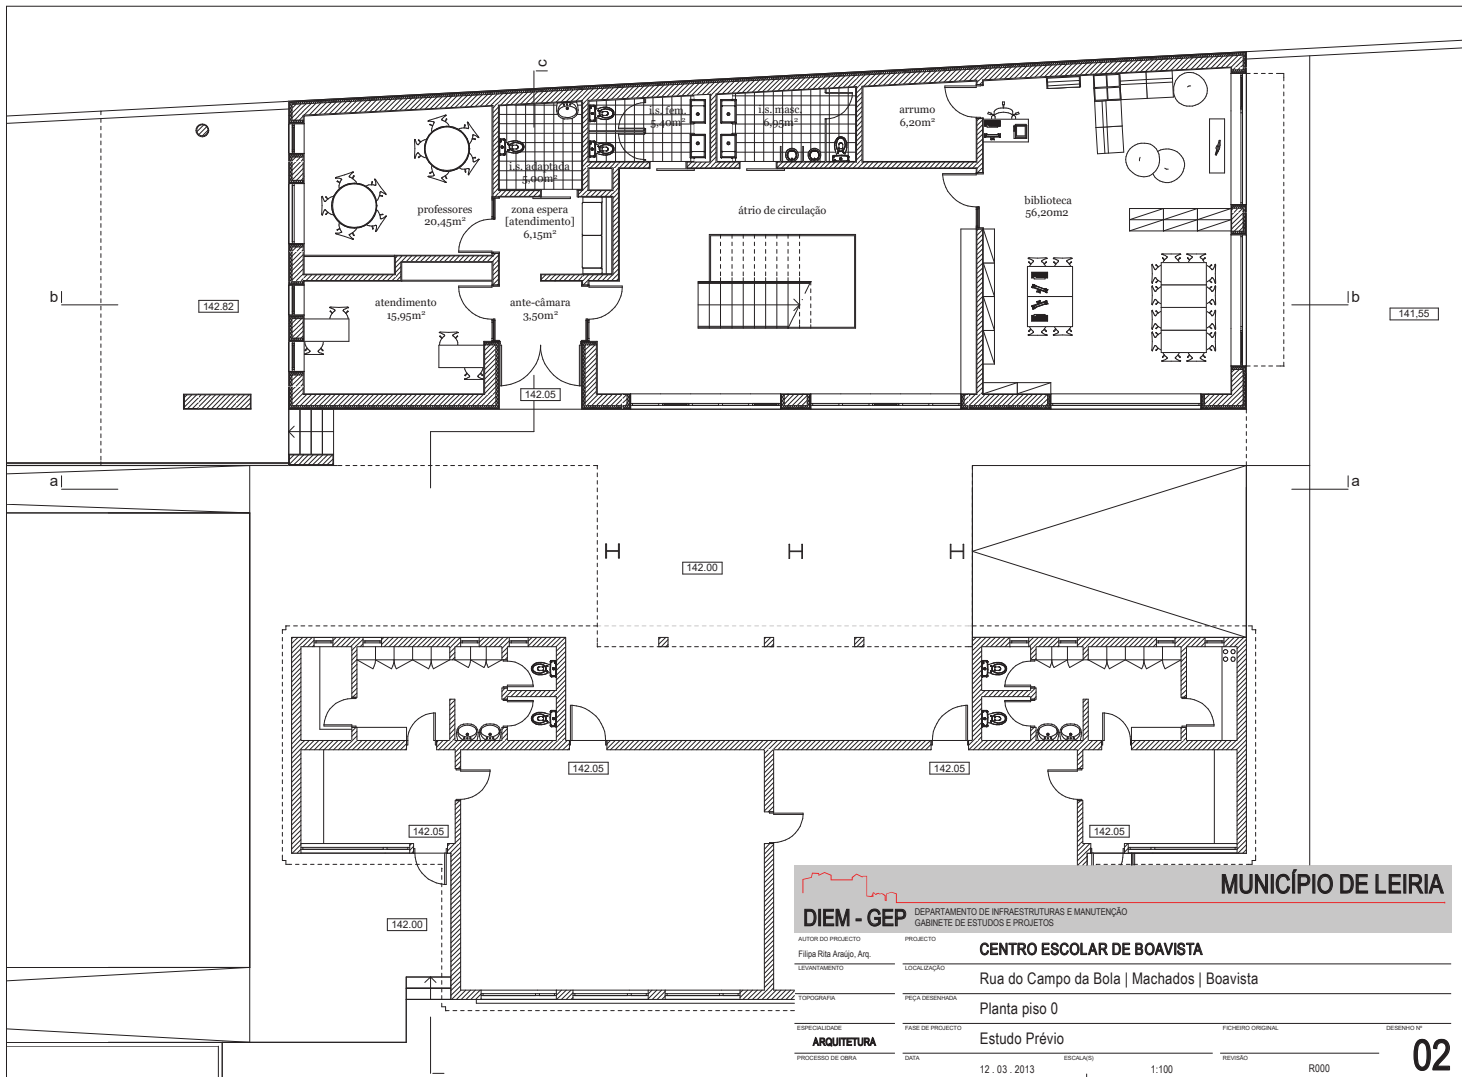 c
i.s. fem.
5,40m²
i.s. masc.
6,95m²
arrumo
6,20m²
i.s. adaptada
5,00m²
professores
20,45m²
zona espera
[atendimento]
6,15m²
átrio de circulação
biblioteca
56,20m2
b
142.82
atendimento
15,95m²
ante-câmara
3,50m²
b
141,55
142.05
a
a
142.00
142.05
142.05
142.05
142.05
142.00
MUNICÍPIO DE LEIRIA
DIEM - GEP
DEPARTAMENTO DE INFRAESTRUTURAS E MANUTENÇÃO
GABINETE DE ESTUDOS E PROJETOS
AUTOR DO PROJECTO
Filipa Rita Araújo, Arq.
PROJECTO
CENTRO ESCOLAR DE BOAVISTA
LEVANTAMENTO
LOCALIZAÇÃO
Rua do Campo da Bola | Machados | Boavista
TOPOGRAFIA
PEÇA DESENHADA
Planta piso 0
ESPECIALIDADE
ARQUITETURA
FASE DE PROJETO
Estudo Prévio
FICHEIRO ORIGINAL
DESENHO Nº
02
PROCESSO DE OBRA
DATA
12 . 03 . 2013
ESCALA(S)
1:100
REVISÃO
R000